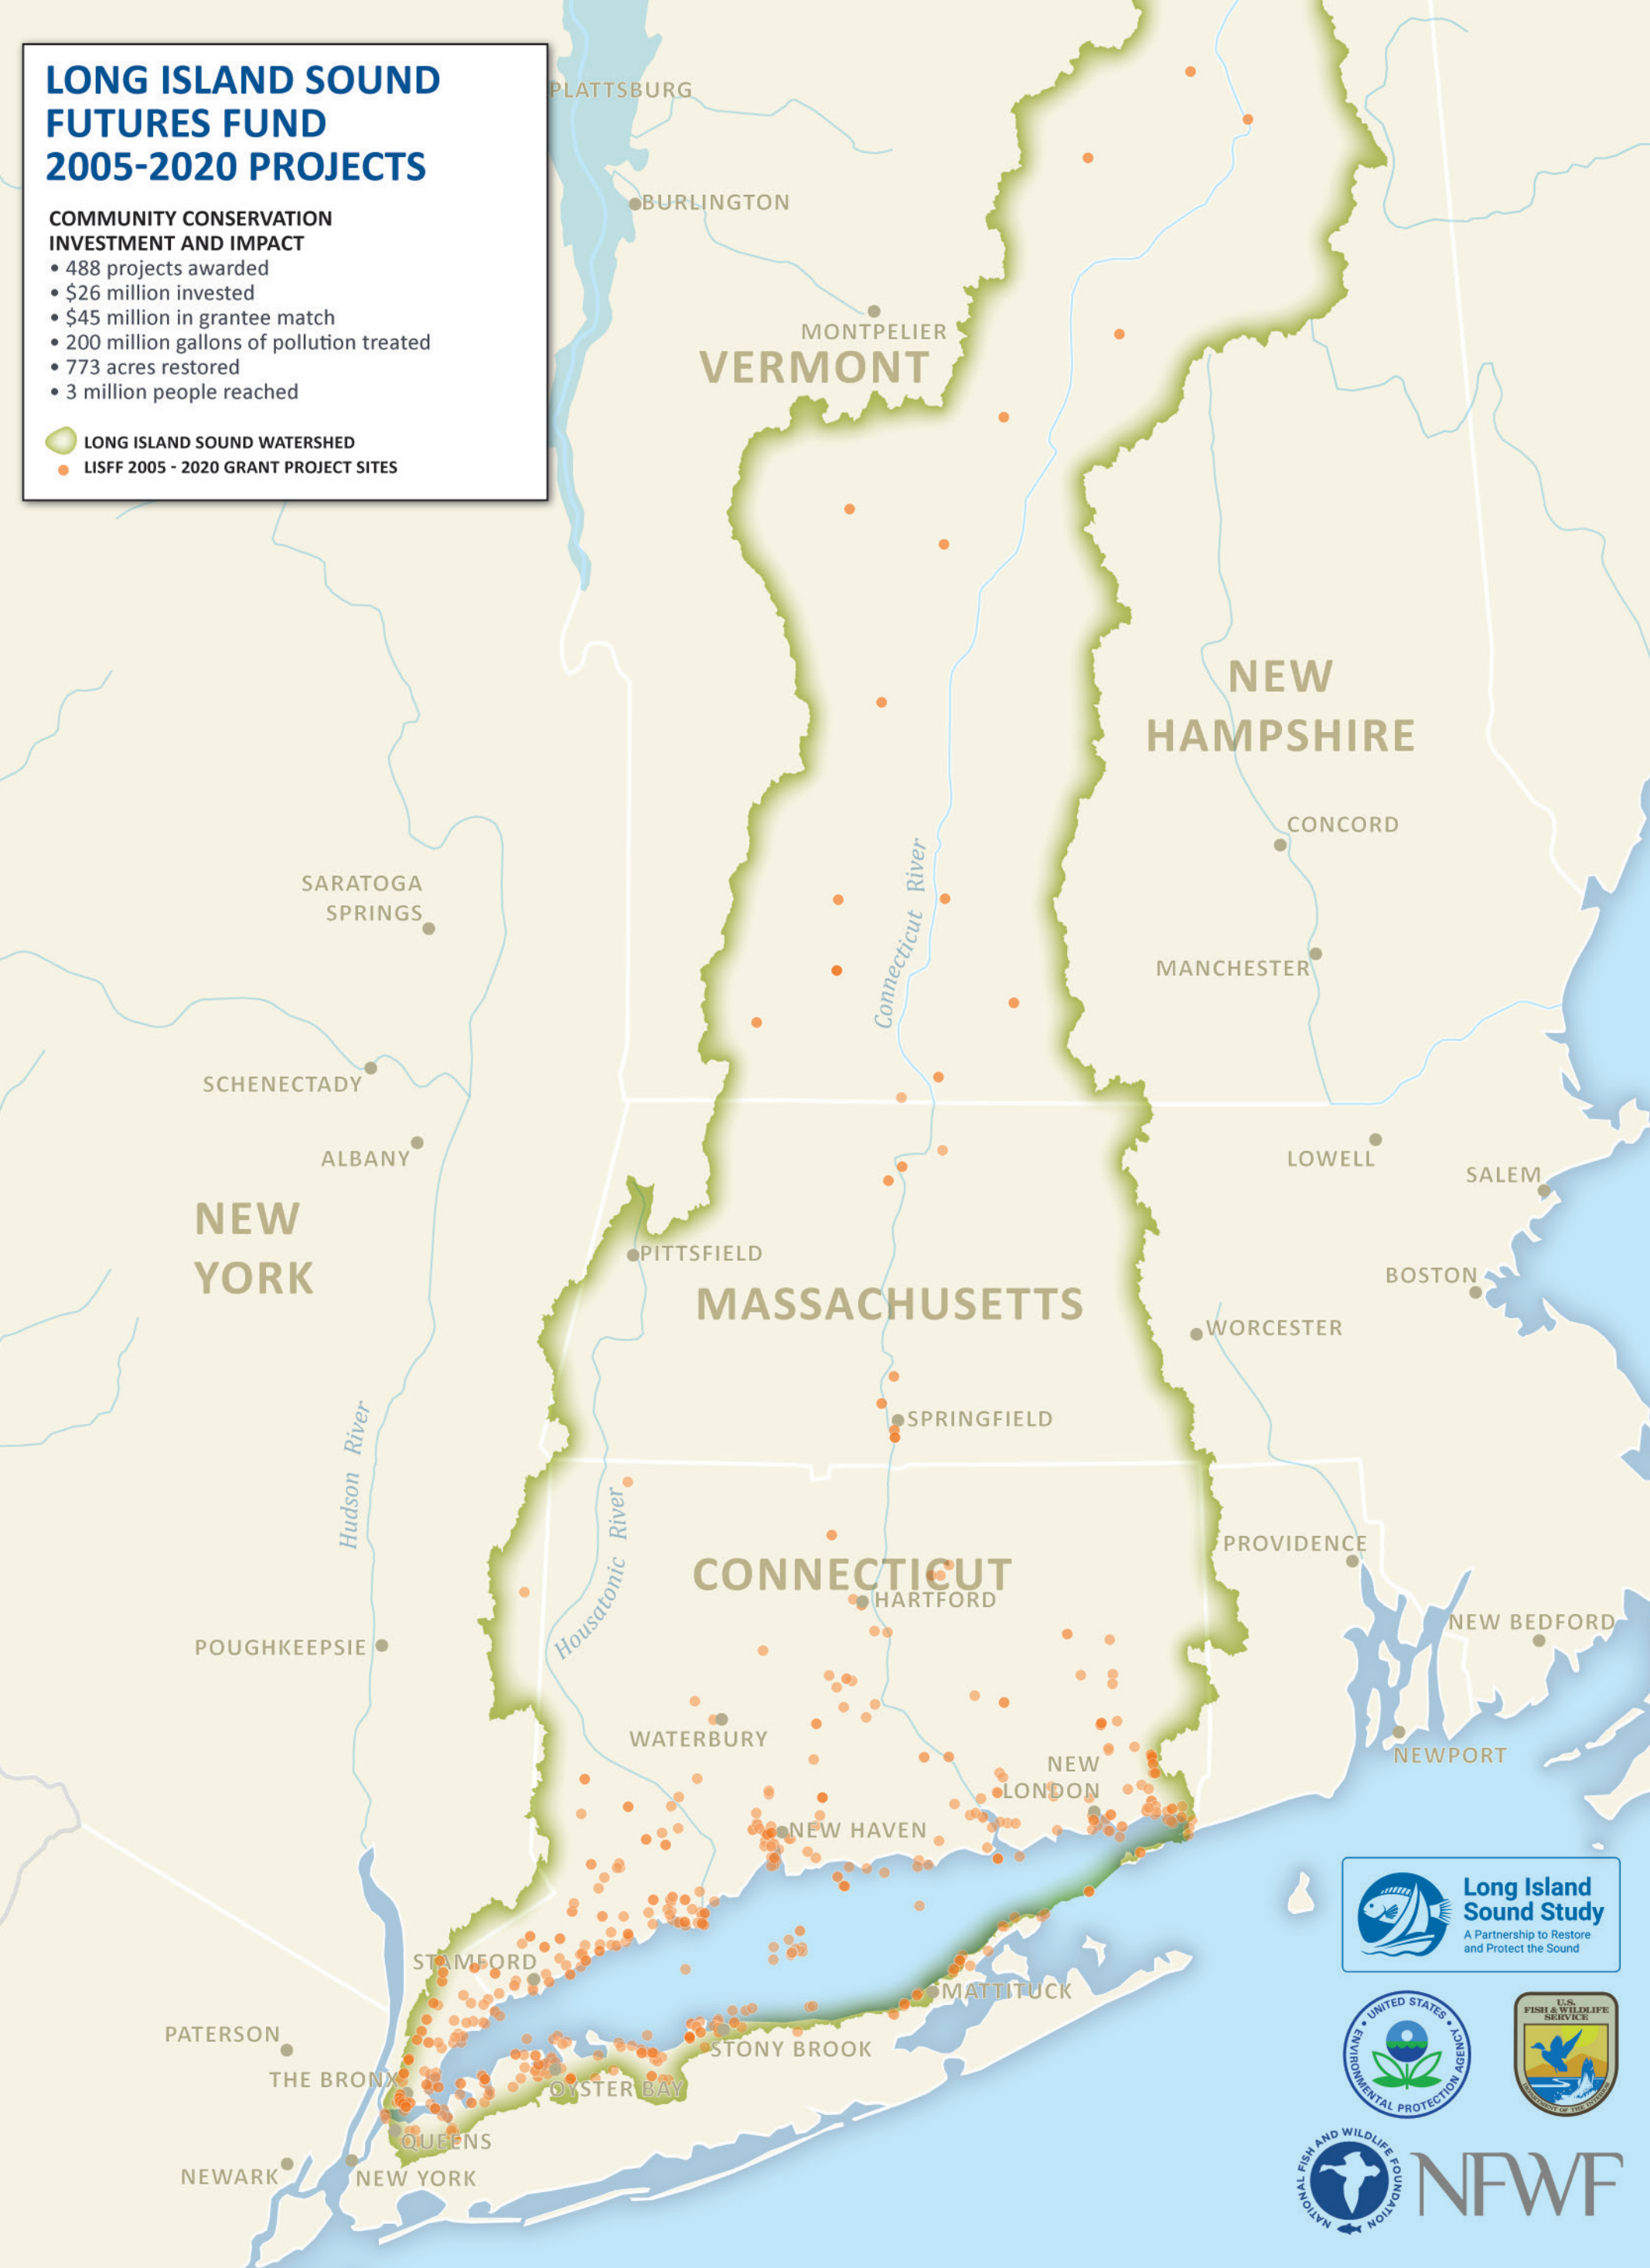 LONG ISLAND SOUND
FUTURES FUND
2005-2020 PROJECTS
COMMUNITY CONSERVATION
INVESTMENT AND IMPACT
• 488 projects awarded
• $26 million invested
• $45 million in grantee match
• 200 million gallons of pollution treated
• 773 acres restored
• 3 million people reached
LONG ISLAND SOUND WATERSHED
LISFF 2005 - 2020 GRANT PROJECT SITES
PLATTSBURG
BURLINGTON
MONTPELIER
VERMONT
NEW
HAMPSHIRE
CONCORD
SARATOGA
SPRINGS
Connecticut River
MANCHESTER
SCHENECTADY
ALBANY
LOWELL
SALEM
NEW
YORK
PITTSFIELD
BOSTON
MASSACHUSETTS
WORCESTER
SPRINGFIELD
Hudson River
Housatonic River
PROVIDENCE
CONNECTICUT
HARTFORD
NEW BEDFORD
POUGHKEEPSIE
WATERBURY
NEW
LONDON
NEWPORT
NEW HAVEN
STAMFORD
MATTITUCK
PATERSON
STONY BROOK
THE BRONX
OYSTER BAY
QUEENS
NEWARK
NEW YORK
Long Island
Sound Study
A Partnership to Restore
and Protect the Sound
UNITED STATES
ENVIRONMENTAL PROTECTION AGENCY
U.S.
FISH & WILDLIFE
SERVICE
DEPARTMENT OF THE INTERIOR
NATIONAL FISH AND WILDLIFE FOUNDATION
NFWF